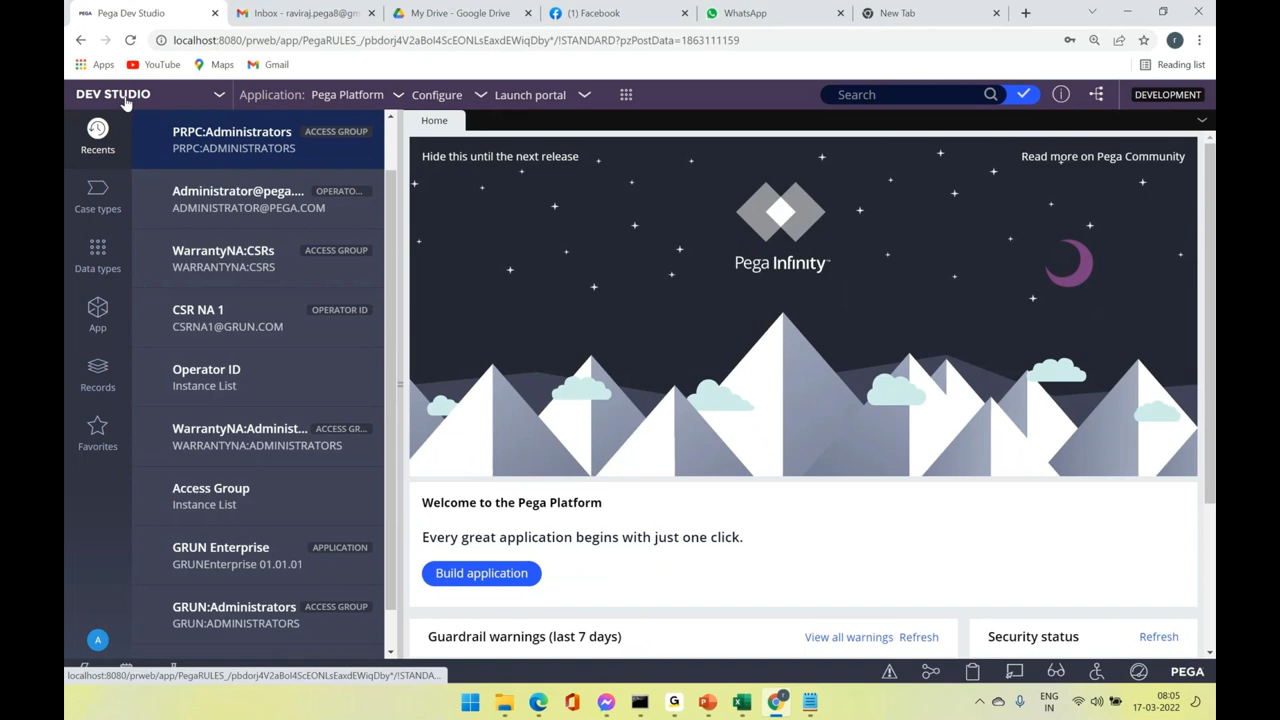 PEGA Pega Dev Studio
Inbox - raviraj.pega8@gm
My Drive - Google Drive
(1) Facebook
WhatsApp
New Tab
localhost:8080/prweb/app/PegaRULES_/pbdorj4V2aBoI4ScEONLsEaxdEWiqDby*/!STANDARD?pzPostData=1863111159
r
Apps
YouTube
Maps
Gmail
Reading list
DEV STUDIO
Application: Pega Platform
Configure
Launch portal
Search
DEVELOPMENT
Recents
Case types
Data types
App
Records
Favorites
A
PRPC:Administrators ACCESS GROUP
PRPC:ADMINISTRATORS
Administrator@pega.... OPERATO...
ADMINISTRATOR@PEGA.COM
WarrantyNA:CSRs ACCESS GROUP
WARRANTYNA:CSRS
CSR NA 1 OPERATOR ID
CSRNA1@GRUN.COM
Operator ID
Instance List
WarrantyNA:Administ... ACCESS GR...
WARRANTYNA:ADMINISTRATORS
Access Group
Instance List
GRUN Enterprise APPLICATION
GRUNEnterprise 01.01.01
GRUN:Administrators ACCESS GROUP
GRUN:ADMINISTRATORS
Home
Hide this until the next release
Read more on Pega Community
Pega Infinity™
Welcome to the Pega Platform
Every great application begins with just one click.
Build application
Guardrail warnings (last 7 days)
View all warnings Refresh
Security status
Refresh
localhost:8080/prweb/app/PegaRULES_/pbdorj4V2aBoI4ScEONLsEaxdEWiqDby*/!STANDA...
PEGA
ENG
IN
08:05
17-03-2022